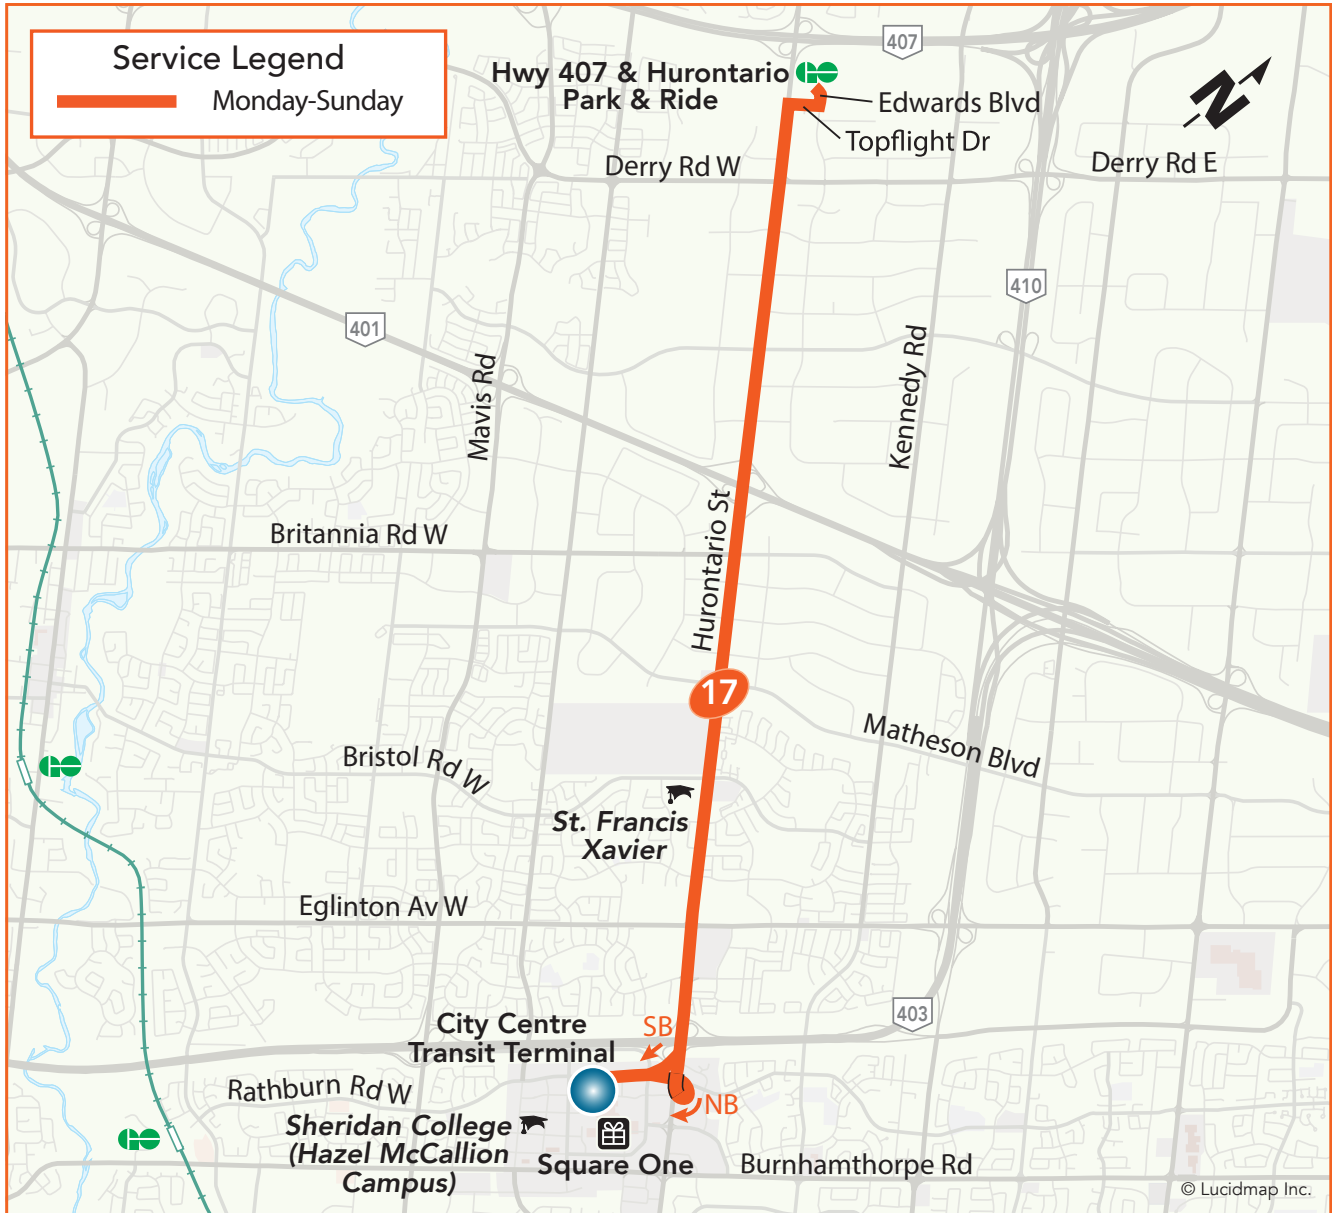 Service Legend
Monday-Sunday
407
Hwy 407 & Hurontario
Park & Ride
GO
Edwards Blvd
Topflight Dr
N
Derry Rd W
Derry Rd E
410
401
Kennedy Rd
Mavis Rd
Hurontario St
Britannia Rd W
17
Matheson Blvd
Bristol Rd W
GO
St. Francis
Xavier
Eglinton Av W
403
City Centre
Transit Terminal
SB
Rathburn Rd W
NB
Sheridan College
(Hazel McCallion
Campus)
GO
Square One
Burnhamthorpe Rd
© Lucidmap Inc.